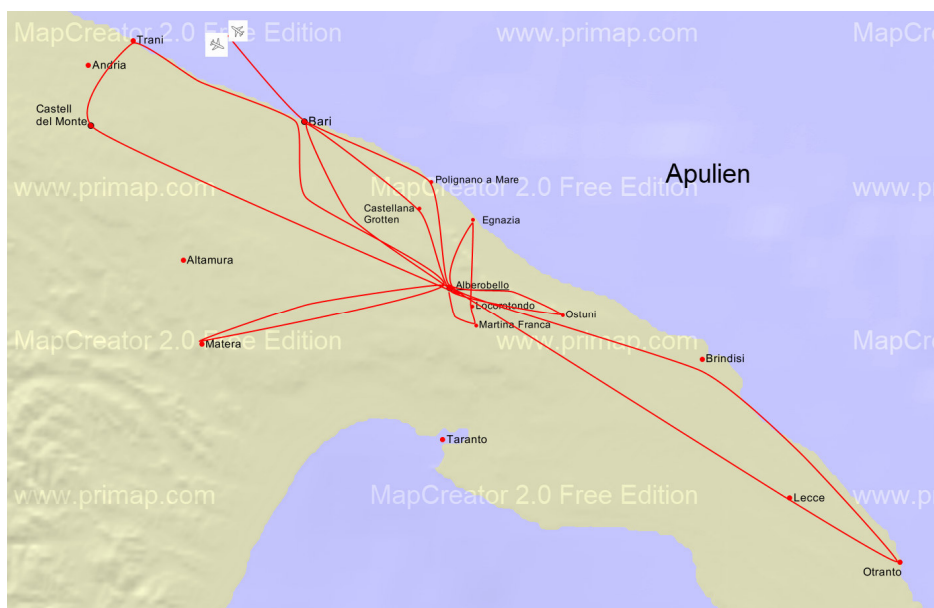 MapCreator 2.0 Free Edition
www.primap.com
MapCre
Trani
Andria
Castell
del Monte
Bari
Apulien
www.primap.com
MapCreator 2.0 Free Edition
www.p
Polignano a Mare
Castellana
Grotten
Egnazia
Altamura
Alberobello
Locorotondo
Ostuni
Martina Franca
MapCreator 2.0 Free Edition
www.primap.com
MapCre
Matera
Brindisi
Taranto
www.primap.com
MapCreator 2.0 Free Edition
www.p
Lecce
Otranto